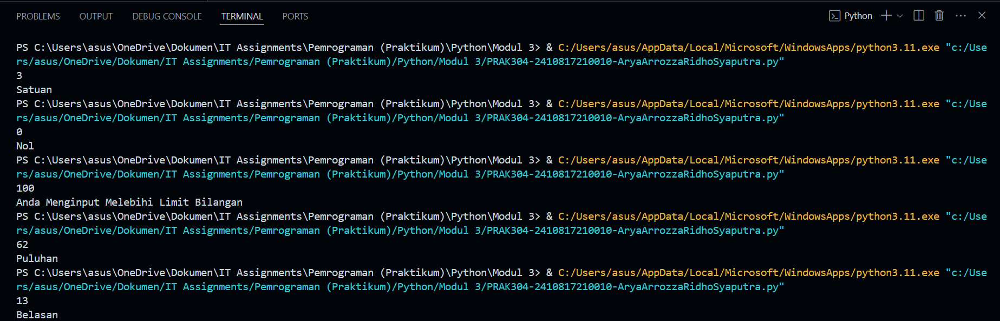 PROBLEMS OUTPUT DEBUG CONSOLE TERMINAL PORTS Python
PS C:\Users\asus\OneDrive\Dokumen\IT Assignments\Pemrograman (Praktikum)\Python\Modul 3> & C:/Users/asus/AppData/Local/Microsoft/WindowsApps/python3.11.exe "c:/Use
rs/asus/OneDrive/Dokumen/IT Assignments/Pemrograman (Praktikum)/Python/Modul 3/PRAK304-2410817210010-AryaArrozzaRidhoSyaputra.py"
3
Satuan
PS C:\Users\asus\OneDrive\Dokumen\IT Assignments\Pemrograman (Praktikum)\Python\Modul 3> & C:/Users/asus/AppData/Local/Microsoft/WindowsApps/python3.11.exe "c:/Use
rs/asus/OneDrive/Dokumen/IT Assignments/Pemrograman (Praktikum)/Python/Modul 3/PRAK304-2410817210010-AryaArrozzaRidhoSyaputra.py"
0
Nol
PS C:\Users\asus\OneDrive\Dokumen\IT Assignments\Pemrograman (Praktikum)\Python\Modul 3> & C:/Users/asus/AppData/Local/Microsoft/WindowsApps/python3.11.exe "c:/Use
rs/asus/OneDrive/Dokumen/IT Assignments/Pemrograman (Praktikum)/Python/Modul 3/PRAK304-2410817210010-AryaArrozzaRidhoSyaputra.py"
100
Anda Menginput Melebihi Limit Bilangan
PS C:\Users\asus\OneDrive\Dokumen\IT Assignments\Pemrograman (Praktikum)\Python\Modul 3> & C:/Users/asus/AppData/Local/Microsoft/WindowsApps/python3.11.exe "c:/Use
rs/asus/OneDrive/Dokumen/IT Assignments/Pemrograman (Praktikum)/Python/Modul 3/PRAK304-2410817210010-AryaArrozzaRidhoSyaputra.py"
62
Puluhan
PS C:\Users\asus\OneDrive\Dokumen\IT Assignments\Pemrograman (Praktikum)\Python\Modul 3> & C:/Users/asus/AppData/Local/Microsoft/WindowsApps/python3.11.exe "c:/Use
rs/asus/OneDrive/Dokumen/IT Assignments/Pemrograman (Praktikum)/Python/Modul 3/PRAK304-2410817210010-AryaArrozzaRidhoSyaputra.py"
13
Belasan